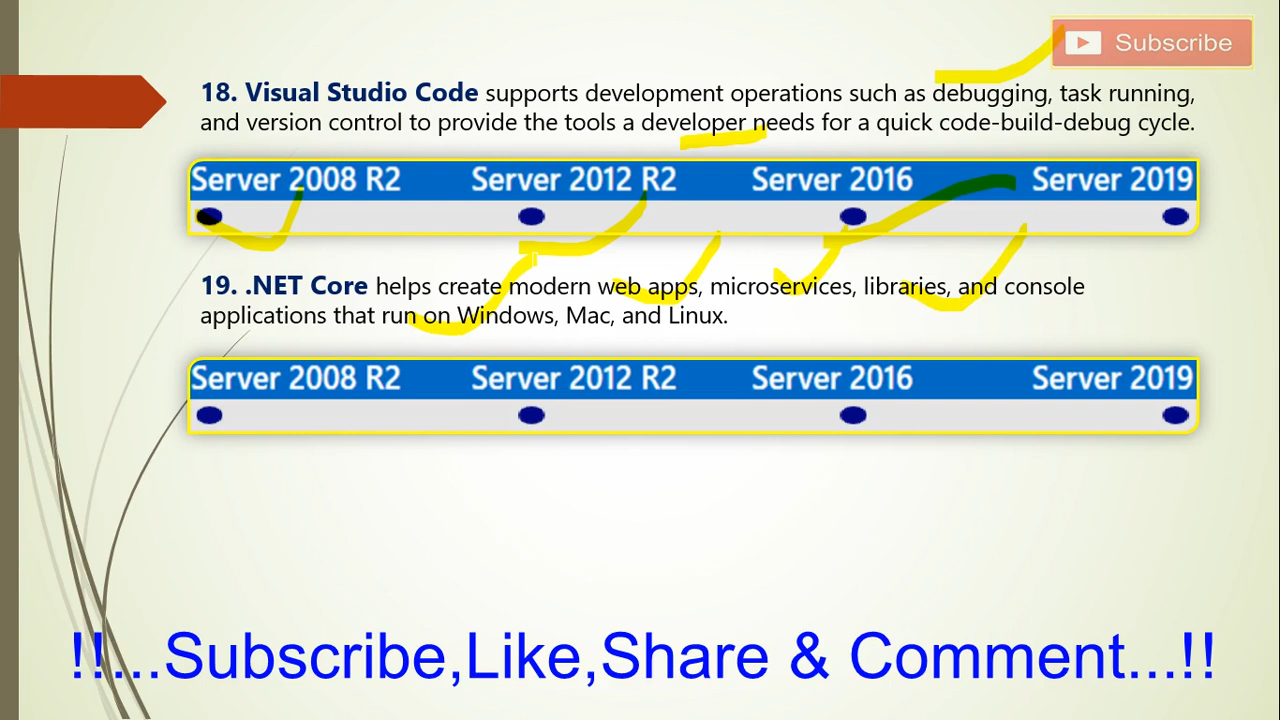 Subscribe
18. Visual Studio Code supports development operations such as debugging, task running,
and version control to provide the tools a developer needs for a quick code-build-debug cycle.
Server 2008 R2 Server 2012 R2 Server 2016 Server 2019
19. .NET Core helps create modern web apps, microservices, libraries, and console
applications that run on Windows, Mac, and Linux.
Server 2008 R2 Server 2012 R2 Server 2016 Server 2019
!!...Subscribe,Like,Share & Comment...!!